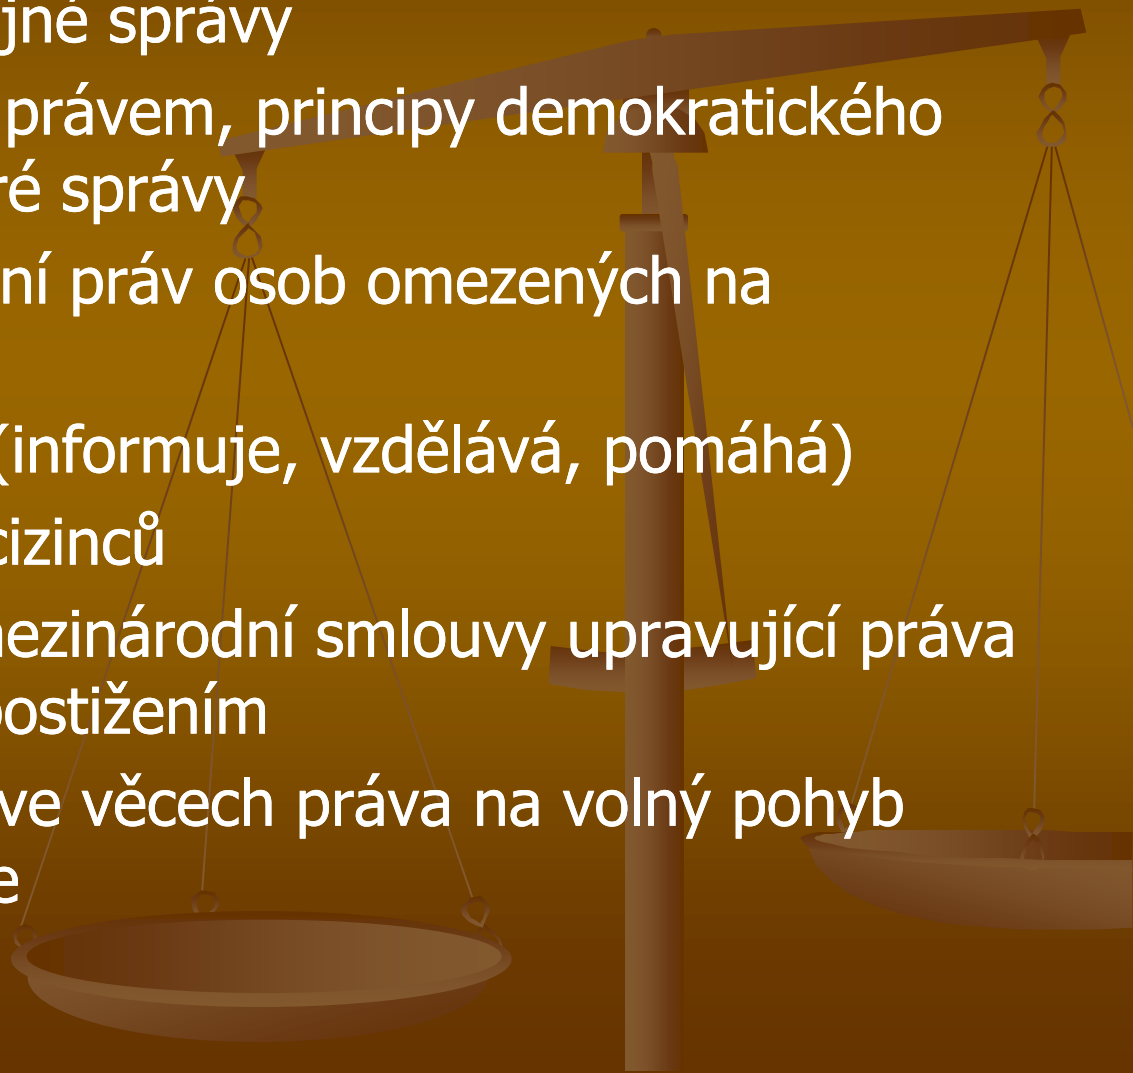 jné správy
právem, principy demokratického
ré správy
ní práv osob omezených na
(informuje, vzdělává, pomáhá)
cizinců
mezinárodní smlouvy upravující práva
postižením
ve věcech práva na volný pohyb
e